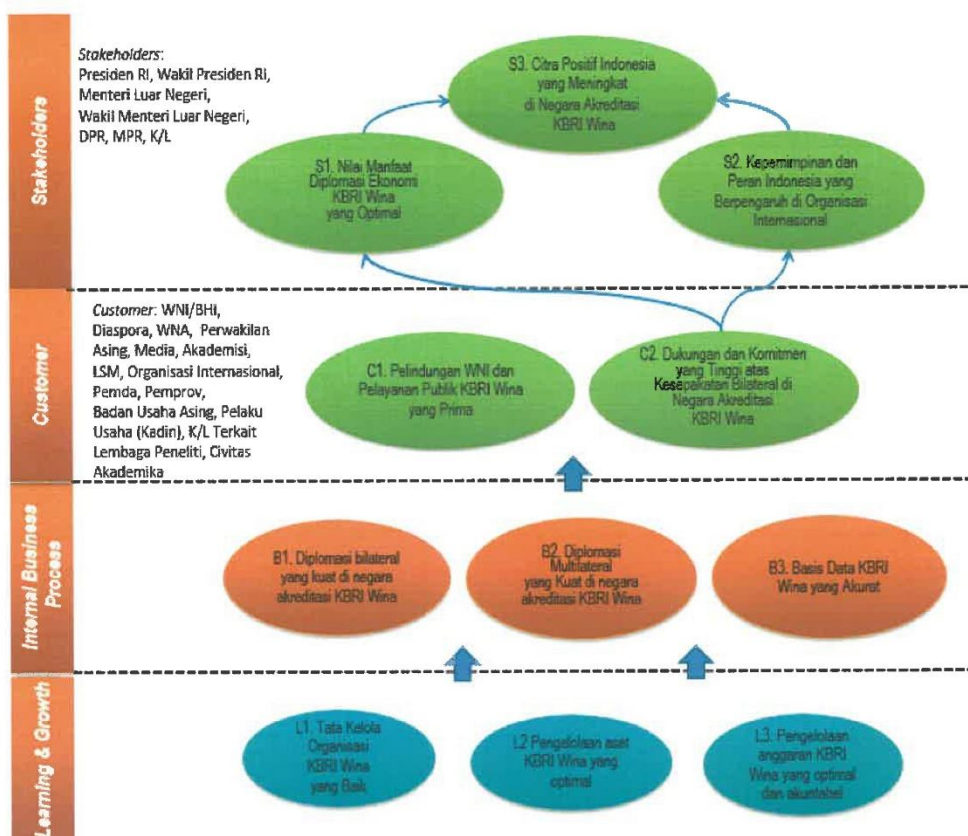 Stakeholders
Stakeholders:
Presiden RI, Wakil Presiden RI,
Menteri Luar Negeri,
Wakil Menteri Luar Negeri,
DPR, MPR, K/L
S3. Citra Positif Indonesia
yang Meningkat
di Negara Akreditasi
KBRI Wina
S1. Nilai Manfaat
Diplomasi Ekonomi
KBRI Wina
yang Optimal
S2. Kepemimpinan dan
Peran Indonesia yang
Berpengaruh di Organisasi
Internasional
Customer
Customer: WNI/BHI,
Diaspora, WNA, Perwakilan
Asing, Media, Akademisi,
LSM, Organisasi Internasional,
Pemda, Pemprov,
Badan Usaha Asing, Pelaku
Usaha (Kadin), K/L Terkait
Lembaga Peneliti, Civitas
Akademika
C1. Pelindungan WNI dan
Pelayanan Publik KBRI Wina
yang Prima
C2. Dukungan dan Komitmen
yang Tinggi atas
Kesepakatan Bilateral di
Negara Akreditasi
KBRI Wina
Internal Business
Process
B1. Diplomasi bilateral
yang kuat di negara
akreditasi KBRI Wina
B2. Diplomasi
Multilateral
yang Kuat di negara
akreditasi KBRI Wina
B3. Basis Data KBRI
Wina yang Akurat
Learning & Growth
L1. Tata Kelola
Organisasi
KBRI Wina
yang Baik
L2 Pengelolaan aset
KBRI Wina yang
optimal
L3. Pengelolaan
anggaran KBRI
Wina yang optimal
dan akuntabel